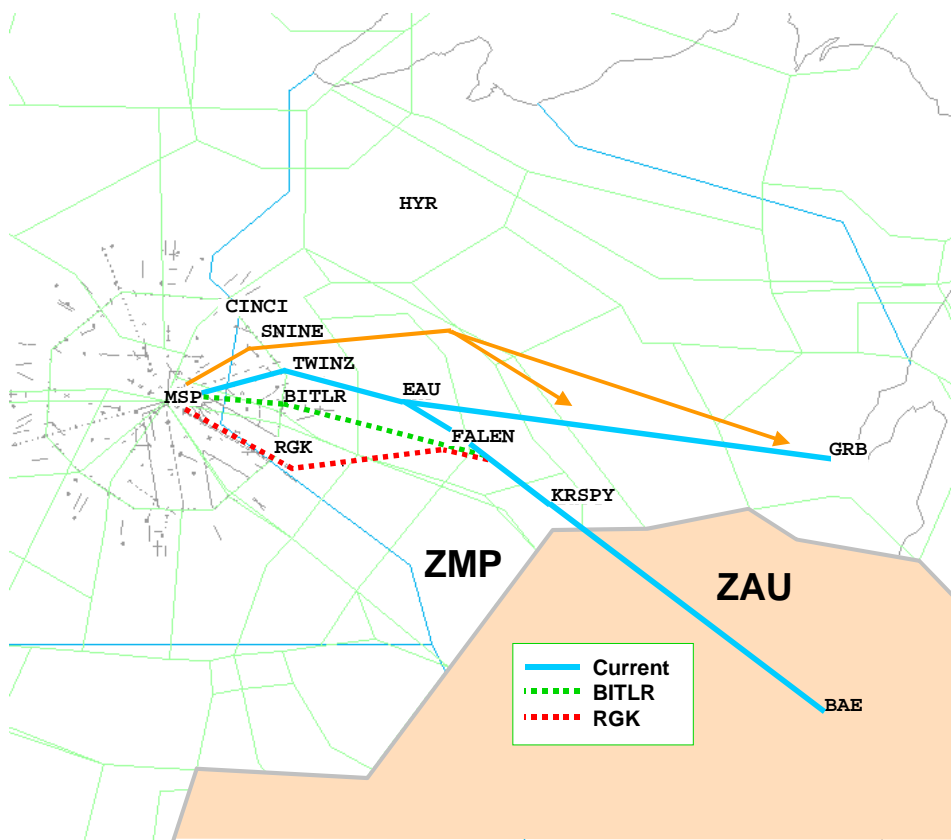 HYR
CINCI
SNINE
TWINZ
EAU
MSP
BITLR
FALEN
RGK
GRB
KRSPY
ZMP
ZAU
Current
BITLR
RGK
BAE